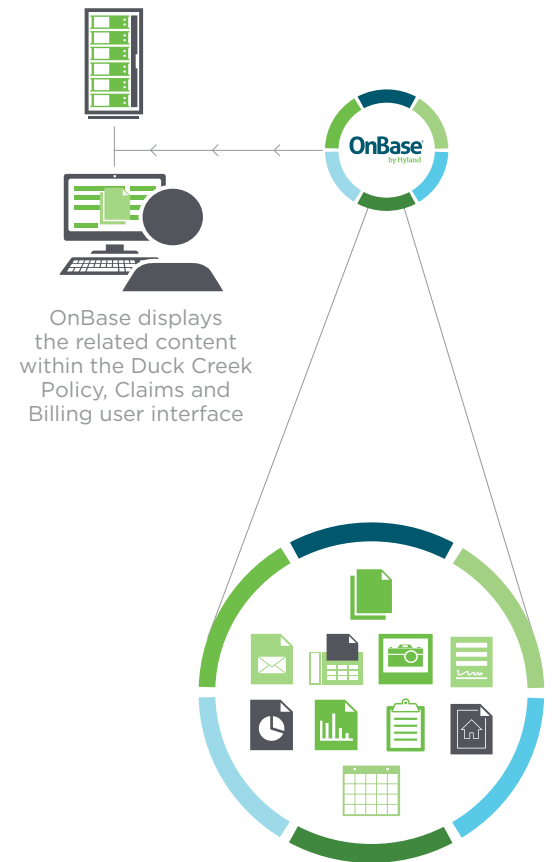 OnBase
by Hyland
OnBase displays
the related content
within the Duck Creek
Policy, Claims and
Billing user interface